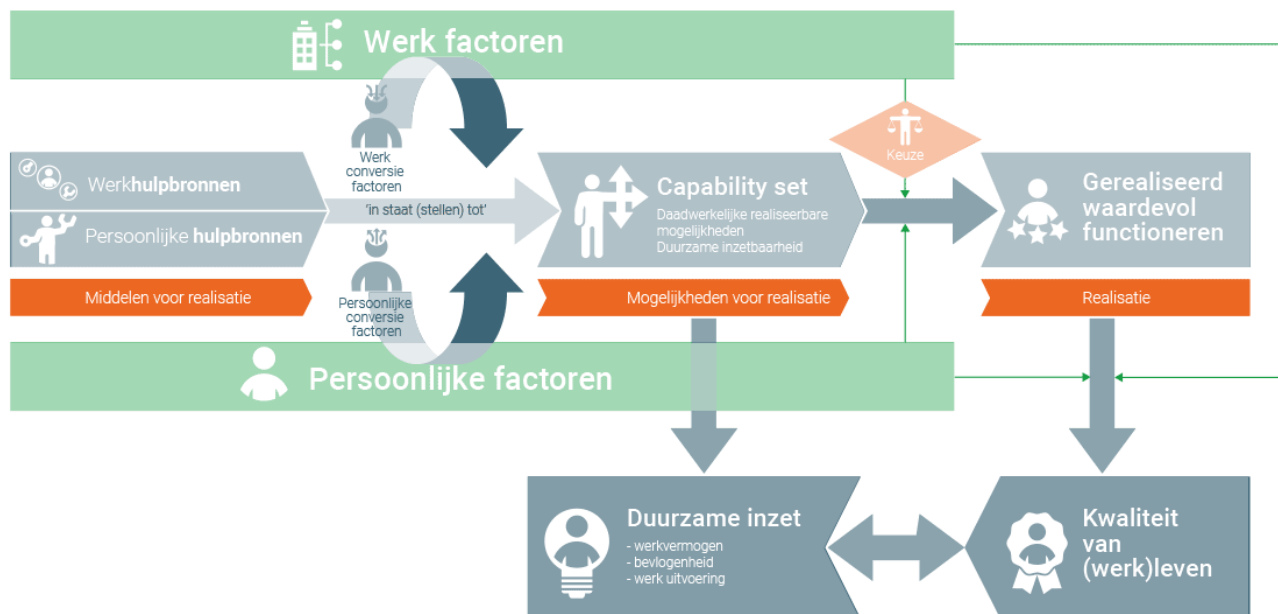 Werk factoren
Werk
conversie
factoren
Keuze
Werkhulpbronnen
Persoonlijke hulpbronnen
'in staat (stellen) tot'
Capability set
Daadwerkelijke realiseerbare
mogelijkheden
Duurzame inzetbaarheid
Gerealiseerd
waardevol
functioneren
Middelen voor realisatie
Persoonlijke
conversie
factoren
Mogelijkheden voor realisatie
Realisatie
Persoonlijke factoren
Duurzame inzet
- werkvermogen
- bevlogenheid
- werk uitvoering
Kwaliteit
van
(werk)leven